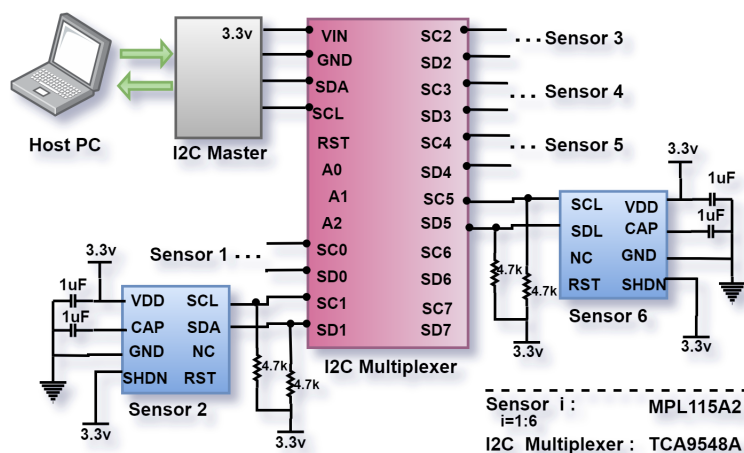 Host PC
3.3v
I2C Master
VIN
GND
SDA
SCL
RST
A0
A1
A2
SC0
SD0
SC1
SD1
SC2
SD2
SC3
SD3
SC4
SD4
SC5
SD5
SC6
SD6
SC7
SD7
I2C Multiplexer
... Sensor 3
... Sensor 4
... Sensor 5
Sensor 1 ...
3.3v
1uF
1uF
VDD SCL
CAP SDA
GND NC
SHDN RST
Sensor 2
3.3v
4.7k
4.7k
3.3v
3.3v
1uF
1uF
SCL VDD
SDL CAP
NC GND
RST SHDN
Sensor 6
4.7k
4.7k
3.3v
3.3v
Sensor i : MPL115A2
i=1:6
I2C Multiplexer : TCA9548A